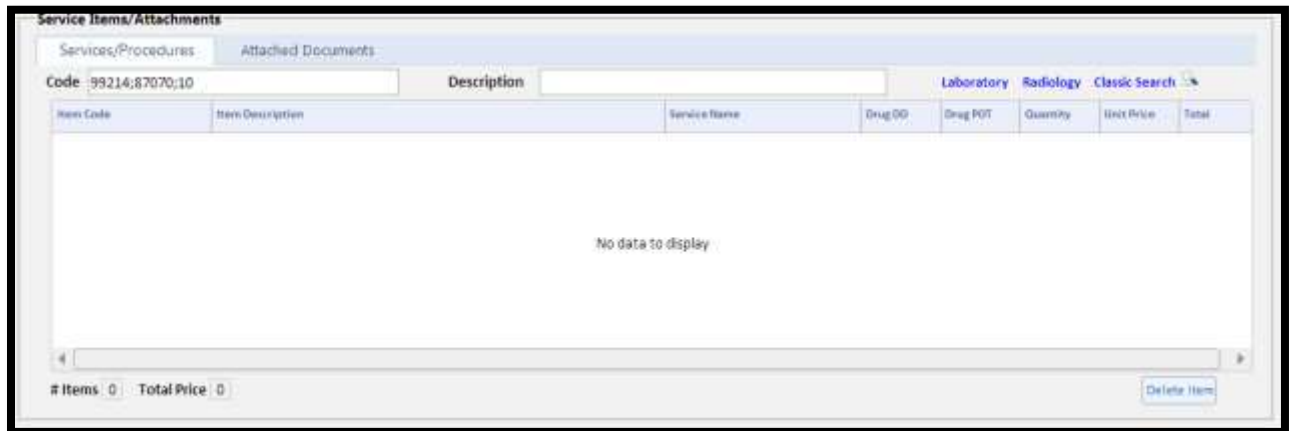 Service Items/Attachments
Services/Procedures Attached Documents
Code 99214;87070;10 Description Laboratory Radiology Classic Search
Item Code Item Description Service Name Drug DD Drug POT Quantity Unit Price Total
No data to display
# Items 0 Total Price 0 Delete Item